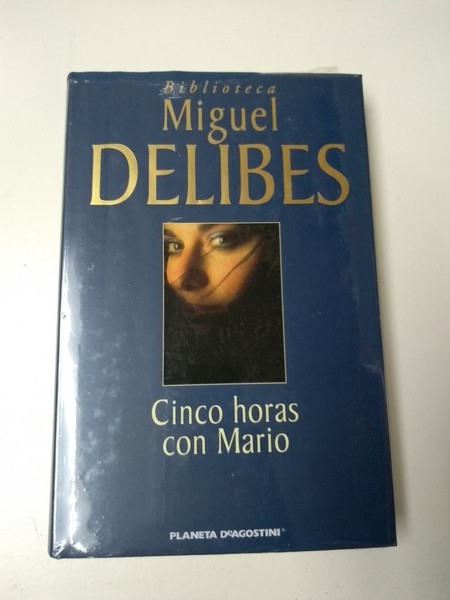 Biblioteca
Miguel
DELIBES
Cinco horas
con Mario
PLANETA DeAGOSTINI®